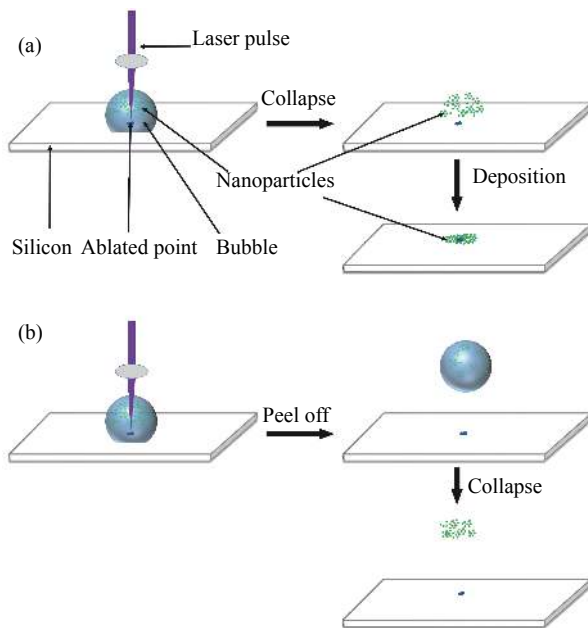 (a)
Laser pulse
Collapse
Nanoparticles
Deposition
Silicon
Ablated point
Bubble
(b)
Peel off
Collapse